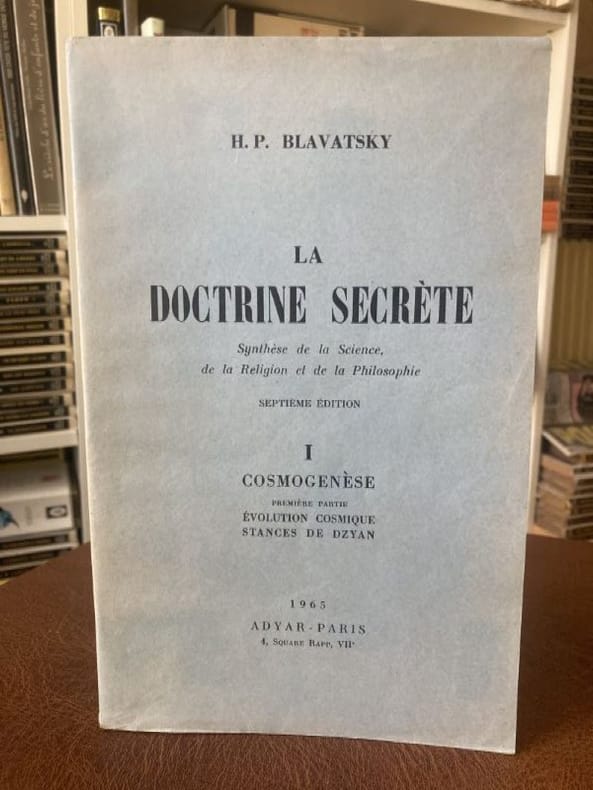 H. P. BLAVATSKY
LA
DOCTRINE SECRÈTE
Synthèse de la Science,
de la Religion et de la Philosophie
SEPTIÈME ÉDITION
I
COSMOGENÈSE
PREMIÈRE PARTIE
ÉVOLUTION COSMIQUE
STANCES DE DZYAN
1965
ADYAR-PARIS
4, SQUARE RAPP, VIIᵉ